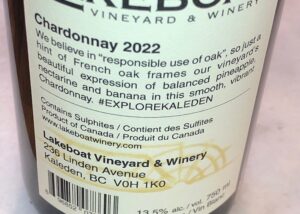 VINEYARD & WINERY
Chardonnay 2022
We believe in "responsible use of oak", so just a
hint of French oak frames our vineyard's
beautiful expression of balanced pineapple,
nectarine and banana in this smooth, vibrant
Chardonnay. #EXPLOREKALEDEN
Contains Sulphites / Contient des Sulfites
Product of Canada / Produit du Canada
www.lakeboatwinery.com
Lakeboat Vineyard & Winery
236 Linden Avenue
Kaleden, BC V0H 1K0
13.5% alc./vol. 750 ml
/Vin Blanc